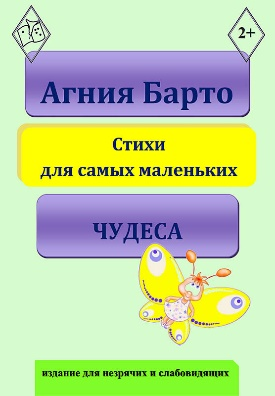 2+
Агния Барто
Стихи
для самых маленьких
ЧУДЕСА
издание для незрячих и слабовидящих